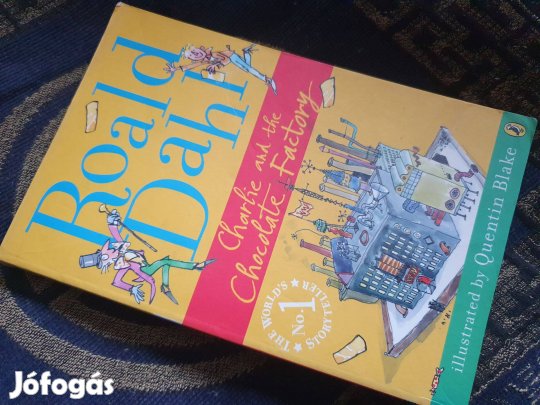 Roald
Dahl
Charlie and the
Chocolate Factory
THE WORLD'S
No. 1
STORYTELLER
illustrated by Quentin Blake
Jófogás